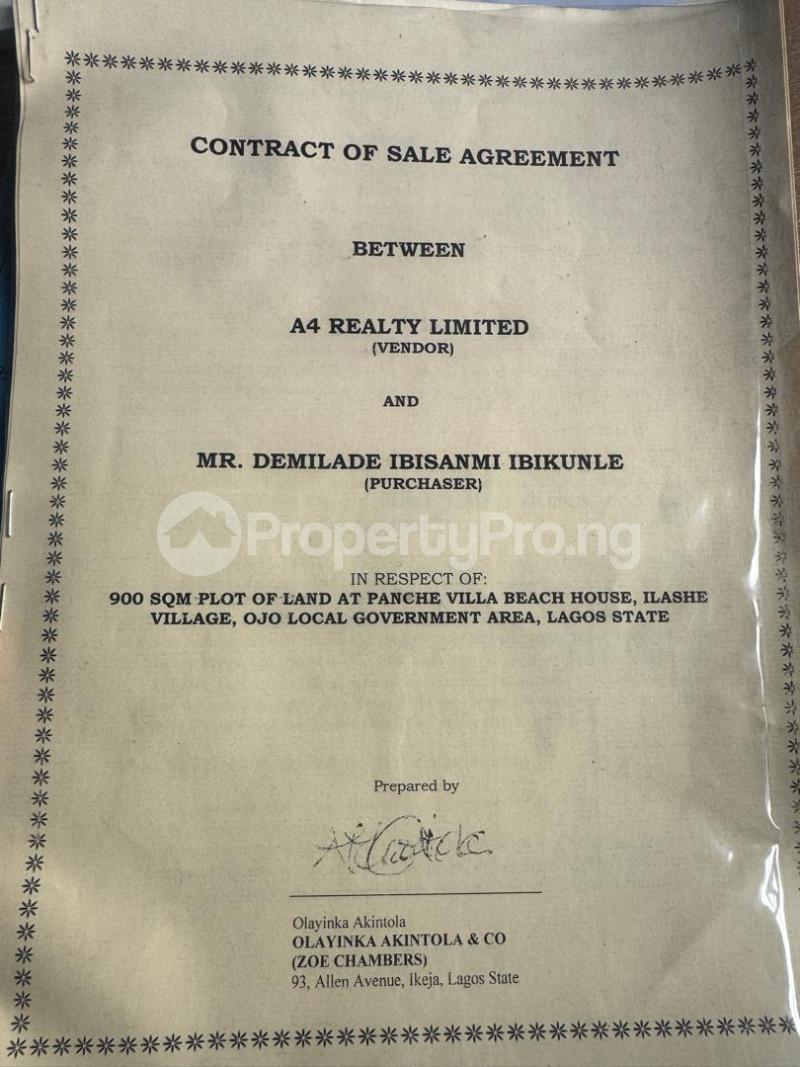 CONTRACT OF SALE AGREEMENT
BETWEEN
A4 REALTY LIMITED
(VENDOR)
AND
MR. DEMILADE IBISANMI IBIKUNLE
(PURCHASER)
PropertyPro.ng
IN RESPECT OF:
900 SQM PLOT OF LAND AT PANCHE VILLA BEACH HOUSE, ILASHE
VILLAGE, OJO LOCAL GOVERNMENT AREA, LAGOS STATE
Prepared by
Olayinka Akintola
OLAYINKA AKINTOLA & CO
(ZOE CHAMBERS)
93, Allen Avenue, Ikeja, Lagos State